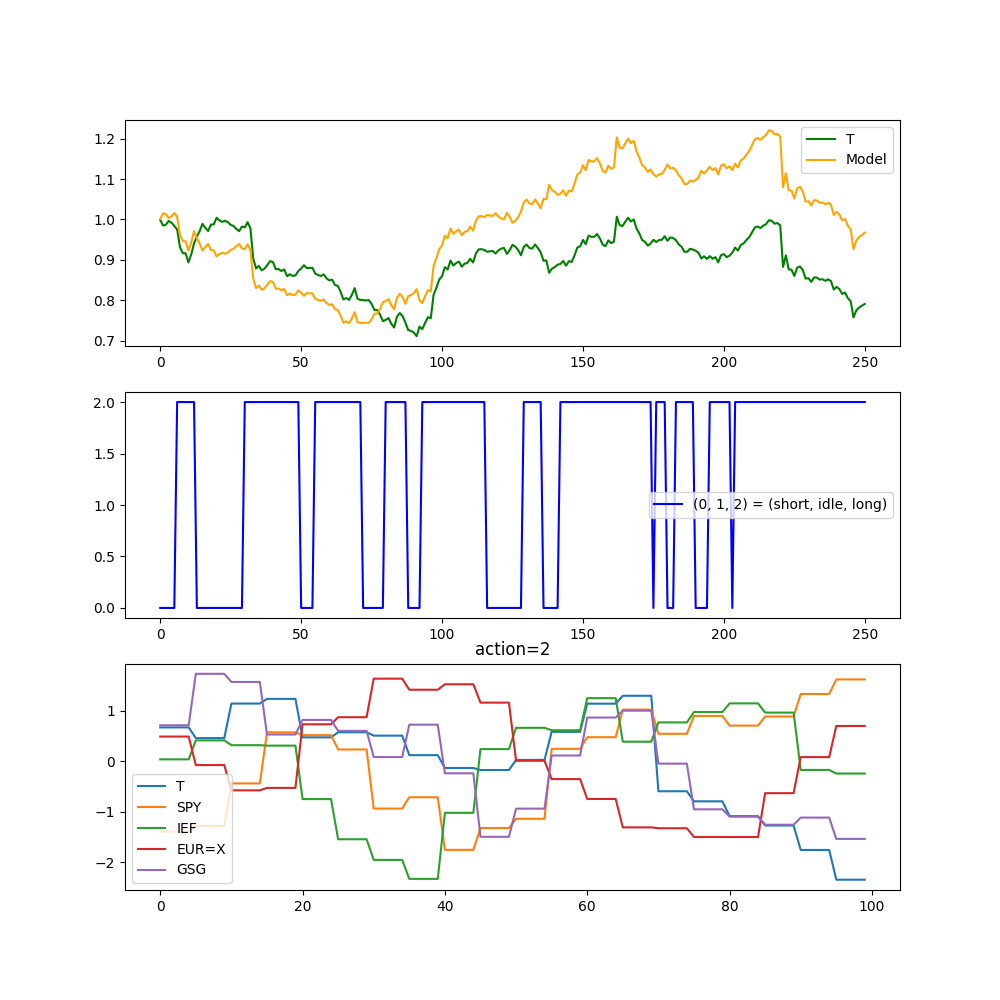 1.2
1.1
1.0
0.9
0.8
0.7
T
Model
0 50 100 150 200 250
2.0
1.5
1.0
0.5
0.0
(0, 1, 2) = (short, idle, long)
0 50 100 150 200 250
action=2
1
0
−1
−2
T
SPY
IEF
EUR=X
GSG
0 20 40 60 80 100